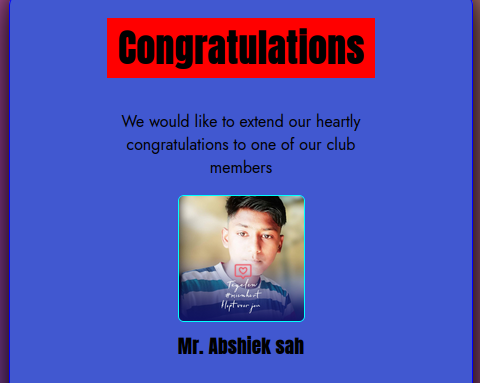 Congratulations
We would like to extend our heartly
congratulations to one of our club
members
Mr. Abshiek sah